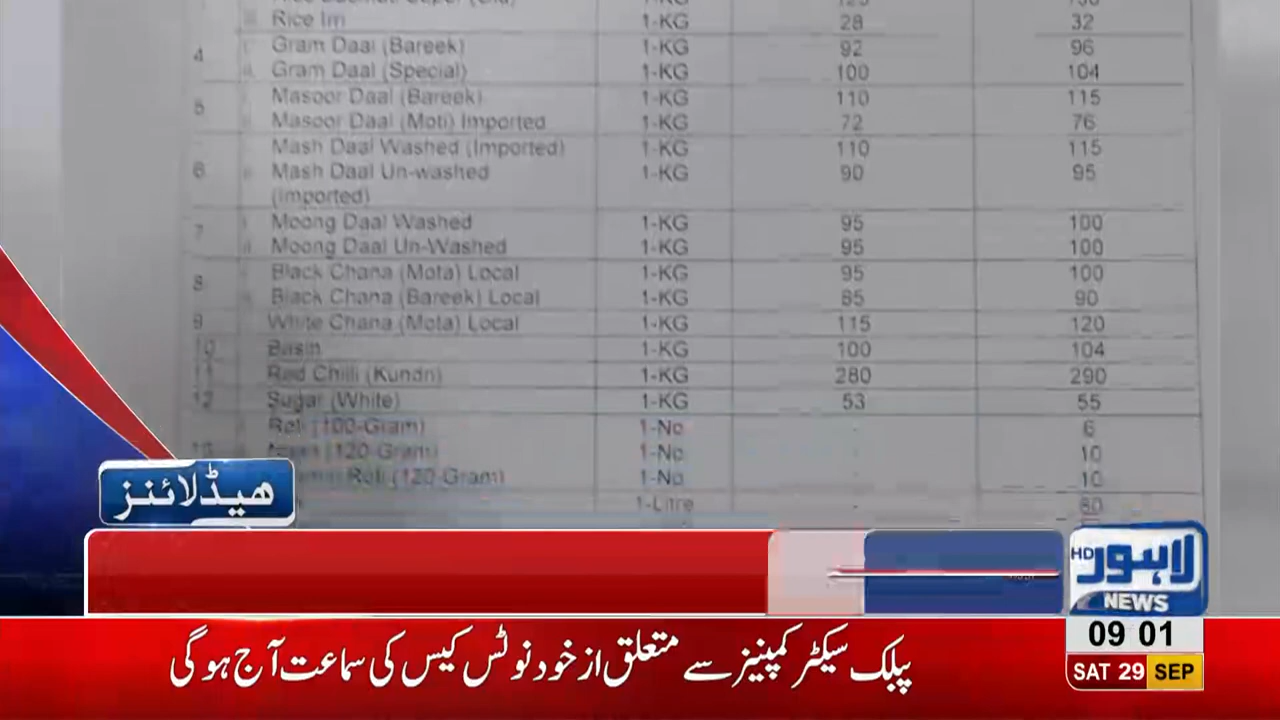 Rice Irri 1-KG 28 32
4 Gram Daal (Bareek) 1-KG 92 96
Gram Daal (Special) 1-KG 100 104
5 Masoor Daal (Bareek) 1-KG 110 115
Masoor Daal (Moti) Imported 1-KG 72 76
Mash Daal Washed (Imported) 1-KG 110 115
6 Mash Daal Un-washed 1-KG 90 95
(Imported)
7 Moong Daal Washed 1-KG 95 100
Moong Daal Un-Washed 1-KG 95 100
8 Black Chana (Mota) Local 1-KG 95 100
Black Chana (Bareek) Local 1-KG 85 90
9 White Chana (Mota) Local 1-KG 115 120
10 Basin 1-KG 100 104
11 Red Chilli (Kundri) 1-KG 280 290
12 Sugar (White) 1-KG 53 55
Roti (100-Gram) 1-No - 6
Naan (120-Gram) 1-No - 10
Roti (120-Gram) 1-No - 10
1-Litre - 80
ہیڈلائنز
لاہور HD
NEWS
09 01
SAT 29 SEP
پبلک سیکٹر کمپنیز سے متعلق از خود نوٹس کیس کی سماعت آج ہوگی